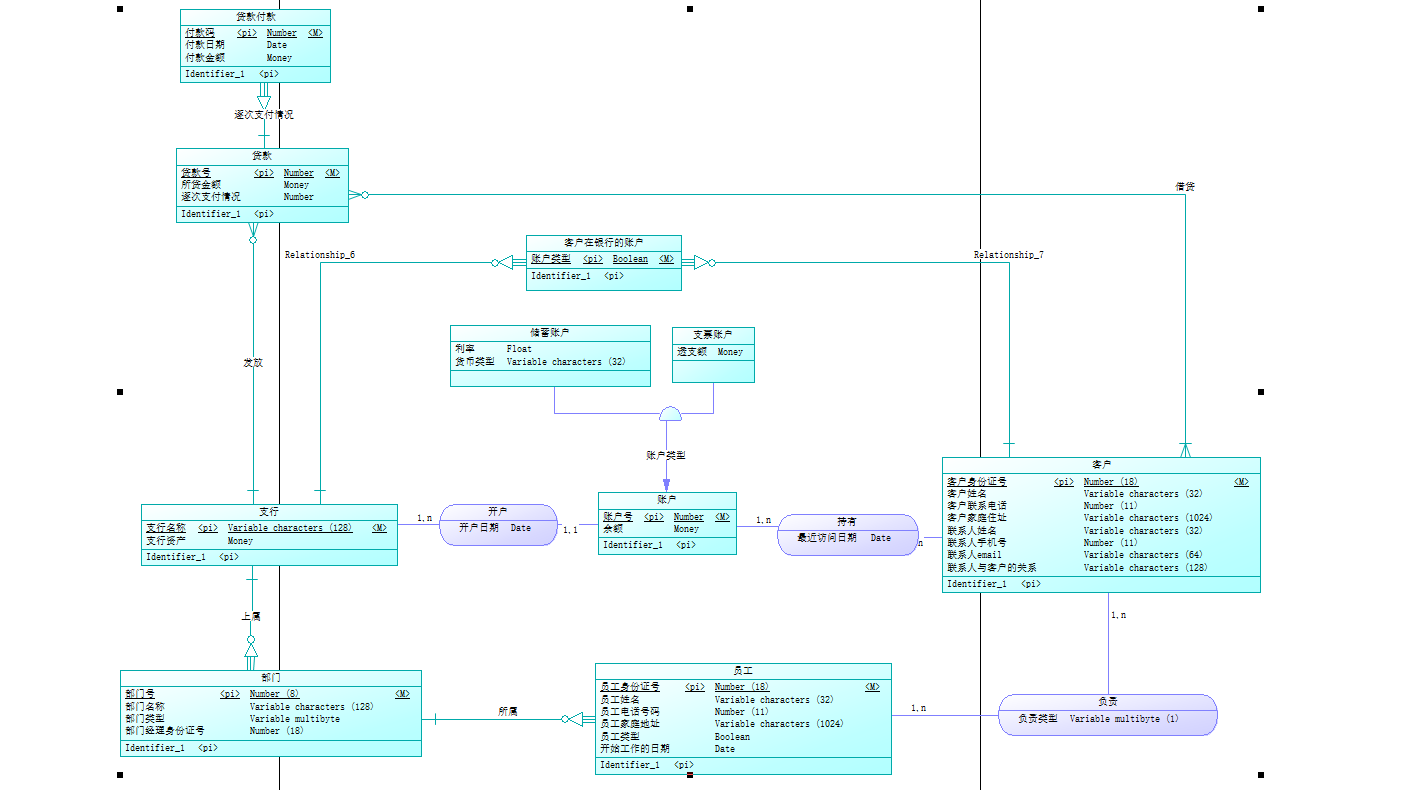 贷款付款
付款码 <pi> Number <M>
付款日期 Date
付款金额 Money
Identifier_1 <pi>
逐次支付情况
贷款
贷款号 <pi> Number <M>
所贷金额 Money
逐次支付情况 Number
Identifier_1 <pi>
借贷
客户在银行的账户
账户类型 <pi> Boolean <M>
Identifier_1 <pi>
Relationship_6
Relationship_7
储蓄账户
利率 Float
货币类型 Variable characters (32)
支票账户
透支额 Money
发放
账户类型
支行
支行名称 <pi> Variable characters (128) <M>
支行资产 Money
Identifier_1 <pi>
1,n
开户
开户日期 Date
1,1
账户
账户号 <pi> Number <M>
余额 Money
Identifier_1 <pi>
1,n
持有
最近访问日期 Date
n
客户
客户身份证号 <pi> Number (18) <M>
客户姓名 Variable characters (32)
客户联系电话 Number (11)
客户家庭住址 Variable characters (1024)
联系人姓名 Variable characters (32)
联系人手机号 Number (11)
联系人email Variable characters (64)
联系人与客户的关系 Variable characters (128)
Identifier_1 <pi>
上属
1,n
部门
部门号 <pi> Number (8) <M>
部门名称 Variable characters (128)
部门类型 Variable multibyte
部门经理身份证号 Number (18)
Identifier_1 <pi>
所属
员工
员工身份证号 <pi> Number (18) <M>
员工姓名 Variable characters (32)
员工电话号码 Number (11)
员工家庭地址 Variable characters (1024)
员工类型 Boolean
开始工作的日期 Date
Identifier_1 <pi>
1,n
负责
负责类型 Variable multibyte (1)